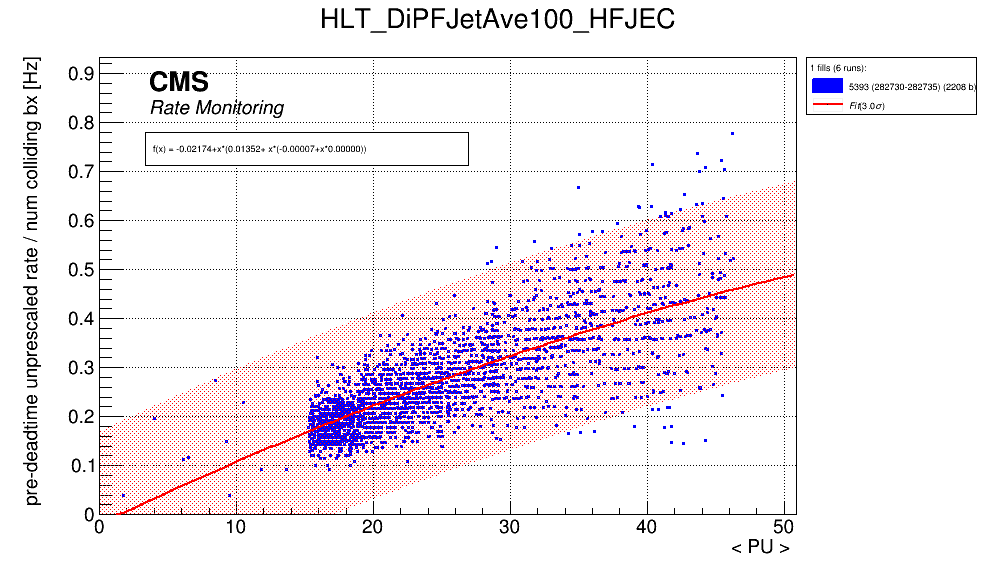 HLT_DiPFJetAve100_HFJEC
pre-deadtime unprescaled rate / num colliding bx [Hz]
CMS
Rate Monitoring
f(x) = -0.02174+x*(0.01352+ x*(-0.00007+x*0.00000))
1 fills (6 runs):
5393 (282730-282735) (2208 b)
Fit(3.0σ)
0.9
0.8
0.7
0.6
0.5
0.4
0.3
0.2
0.1
0
0 10 20 30 40 50
< PU >